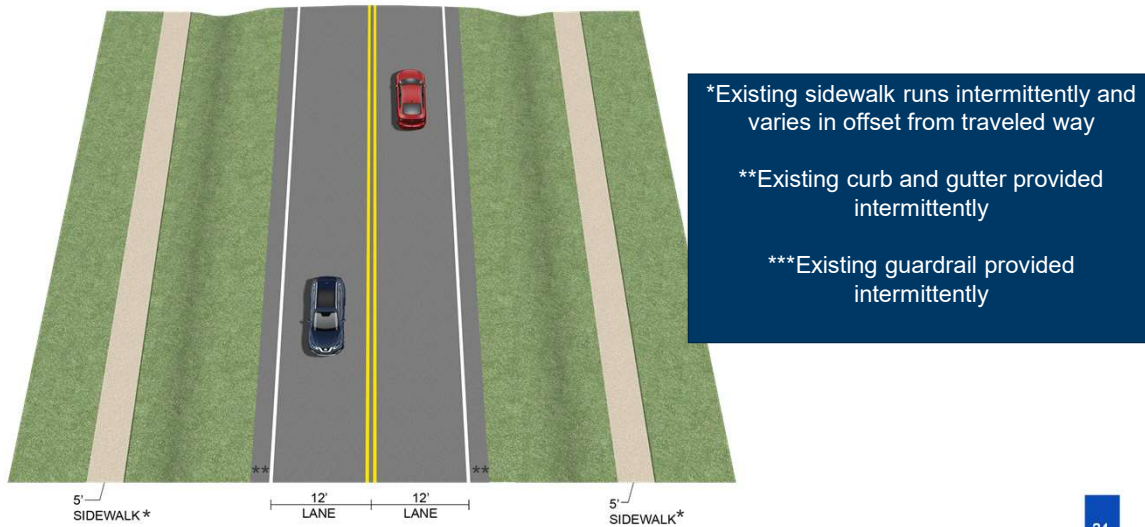 *Existing sidewalk runs intermittently and
varies in offset from traveled way
**Existing curb and gutter provided
intermittently
***Existing guardrail provided
intermittently
**
**
5'
SIDEWALK*
12'
LANE
12'
LANE
5'
SIDEWALK*